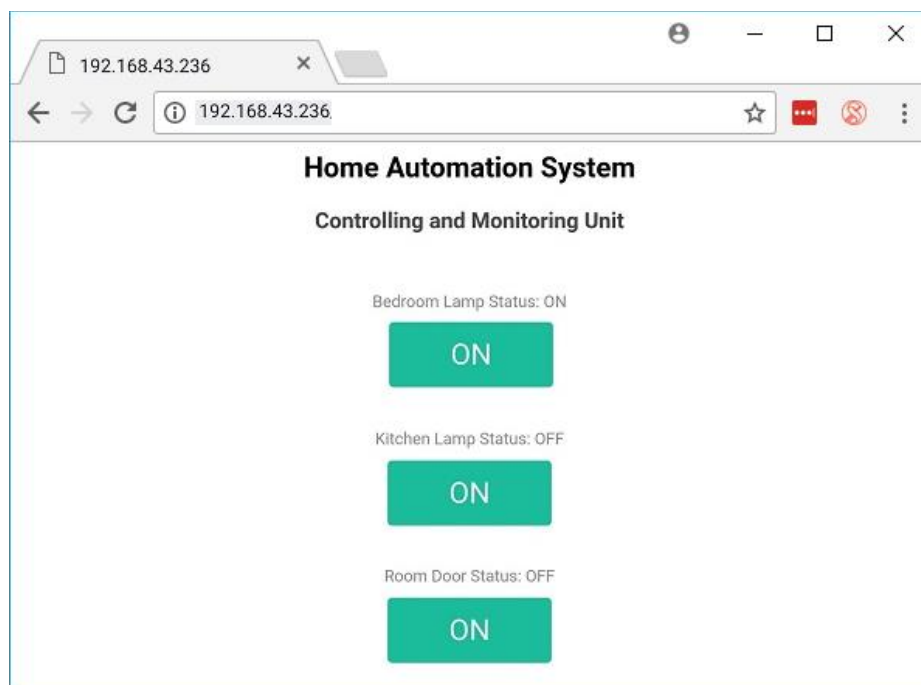 192.168.43.236
192.168.43.236
Home Automation System
Controlling and Monitoring Unit
Bedroom Lamp Status: ON
ON
Kitchen Lamp Status: OFF
ON
Room Door Status: OFF
ON